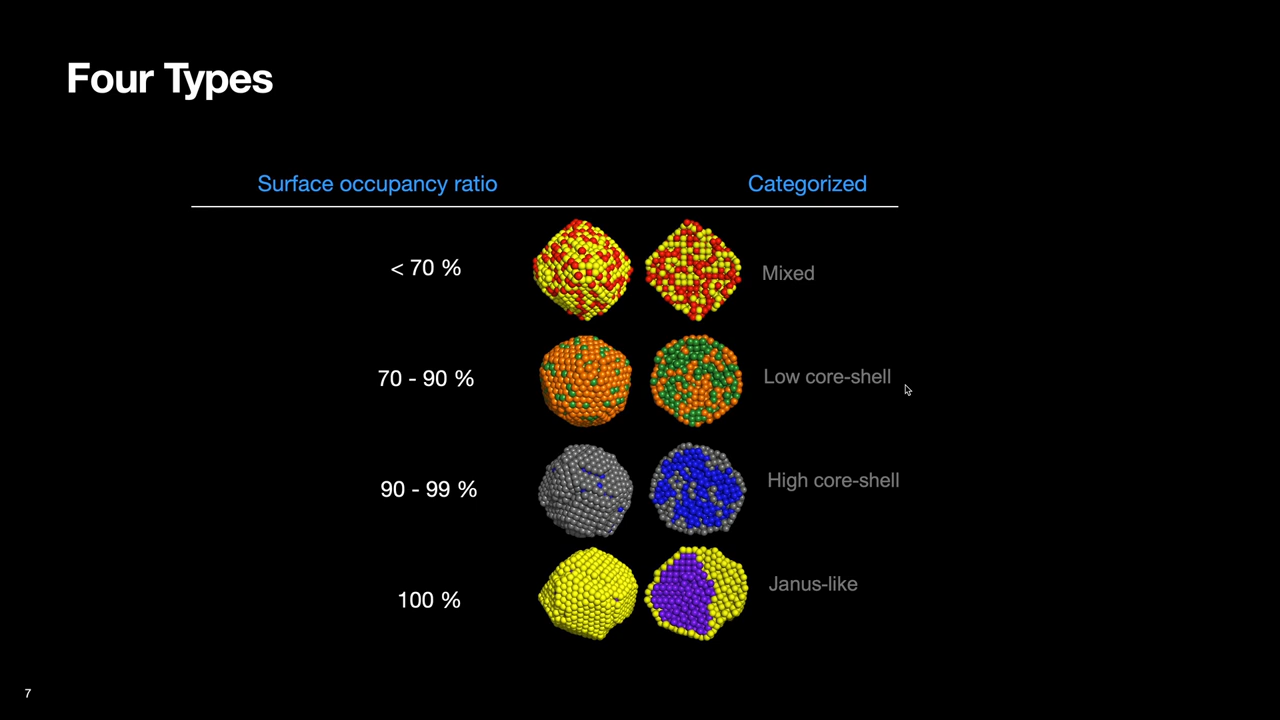 Four Types
Surface occupancy ratio
Categorized
< 70 %
Mixed
70 - 90 %
Low core-shell
90 - 99 %
High core-shell
100 %
Janus-like
7